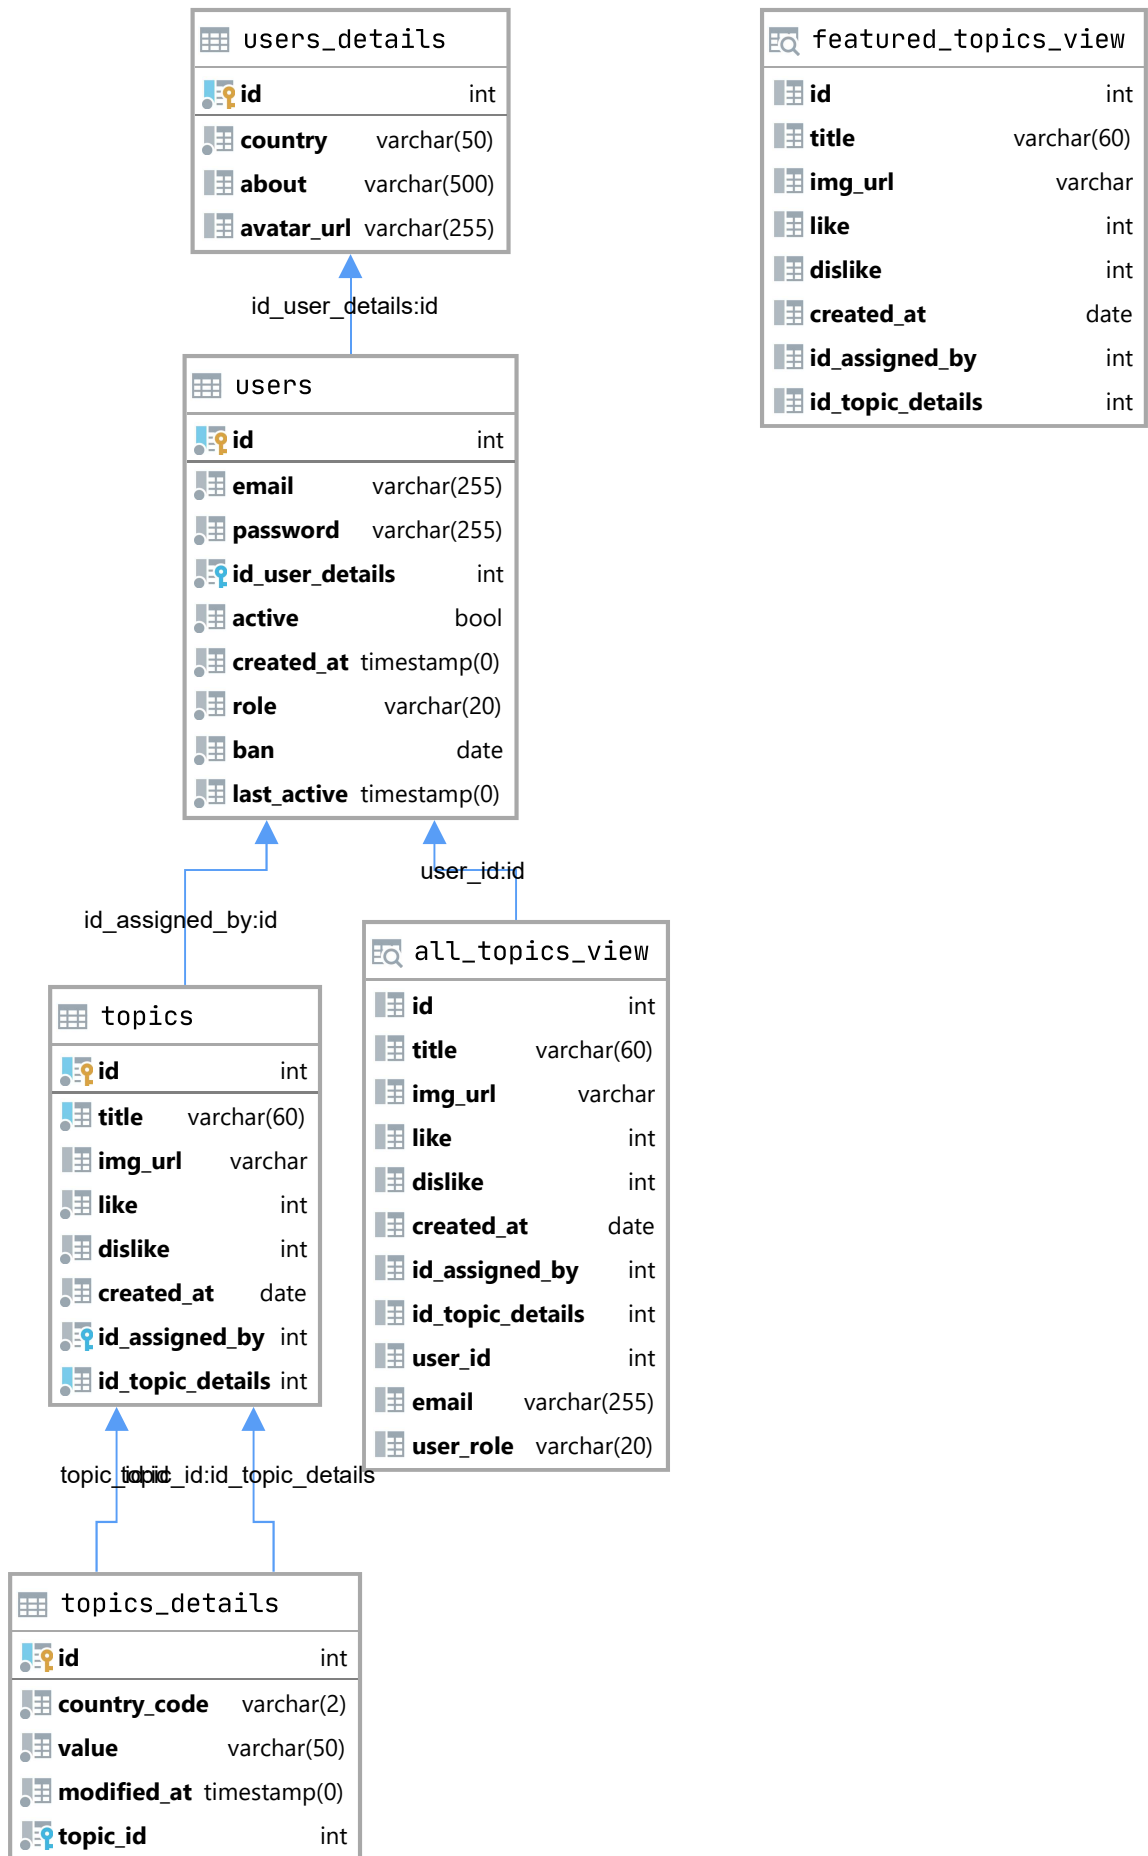 users_details
id int
country varchar(50)
about varchar(500)
avatar_url varchar(255)
id_user_details:id
users
id int
email varchar(255)
password varchar(255)
id_user_details int
active bool
created_at timestamp(0)
role varchar(20)
ban date
last_active timestamp(0)
id_assigned_by:id
user_id:id
topics
id int
title varchar(60)
img_url varchar
like int
dislike int
created_at date
id_assigned_by int
id_topic_details int
all_topics_view
id int
title varchar(60)
img_url varchar
like int
dislike int
created_at date
id_assigned_by int
id_topic_details int
user_id int
email varchar(255)
user_role varchar(20)
topic_id:id
topic_id:id_topic_details
topics_details
id int
country_code varchar(2)
value varchar(50)
modified_at timestamp(0)
topic_id int
featured_topics_view
id int
title varchar(60)
img_url varchar
like int
dislike int
created_at date
id_assigned_by int
id_topic_details int